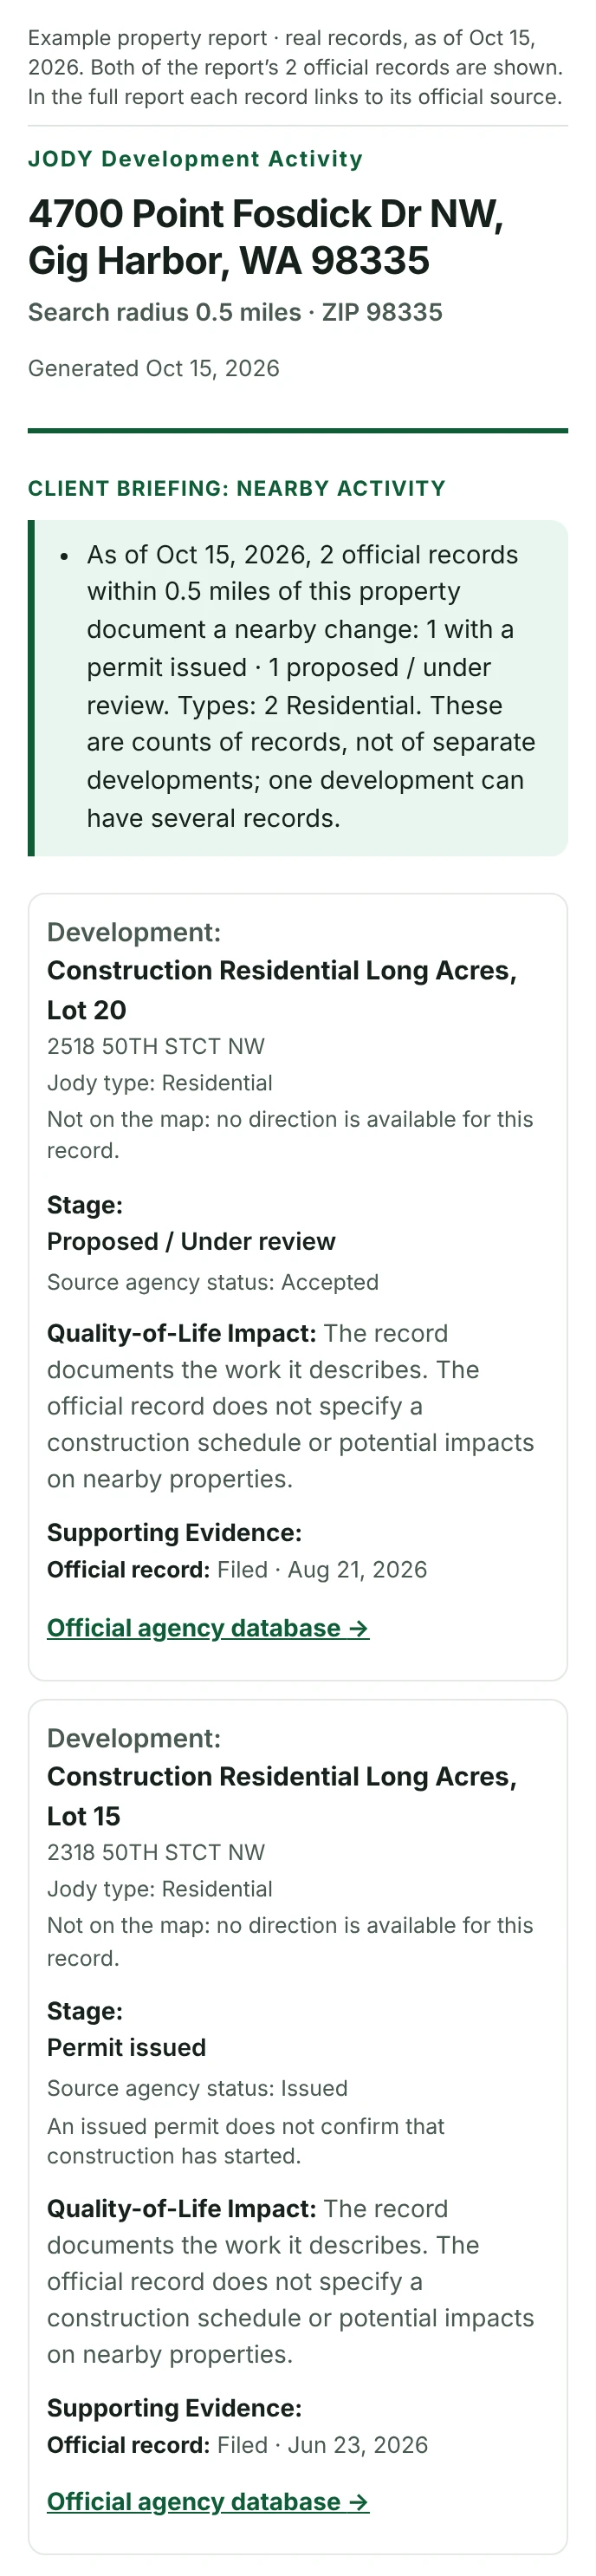 Example property report · real records, as of Oct 15,
2026. Both of the report’s 2 official records are shown.
In the full report each record links to its official source.
JODY Development Activity
4700 Point Fosdick Dr NW,
Gig Harbor, WA 98335
Search radius 0.5 miles · ZIP 98335
Generated Oct 15, 2026
CLIENT BRIEFING: NEARBY ACTIVITY
• As of Oct 15, 2026, 2 official records
within 0.5 miles of this property
document a nearby change: 1 with a
permit issued · 1 proposed / under
review. Types: 2 Residential. These
are counts of records, not of separate
developments; one development can
have several records.
Development:
Construction Residential Long Acres,
Lot 20
2518 50TH STCT NW
Jody type: Residential
Not on the map: no direction is available for this
record.
Stage:
Proposed / Under review
Source agency status: Accepted
Quality-of-Life Impact: The record
documents the work it describes. The
official record does not specify a
construction schedule or potential impacts
on nearby properties.
Supporting Evidence:
Official record: Filed · Aug 21, 2026
Official agency database →
Development:
Construction Residential Long Acres,
Lot 15
2318 50TH STCT NW
Jody type: Residential
Not on the map: no direction is available for this
record.
Stage:
Permit issued
Source agency status: Issued
An issued permit does not confirm that
construction has started.
Quality-of-Life Impact: The record
documents the work it describes. The
official record does not specify a
construction schedule or potential impacts
on nearby properties.
Supporting Evidence:
Official record: Filed · Jun 23, 2026
Official agency database →